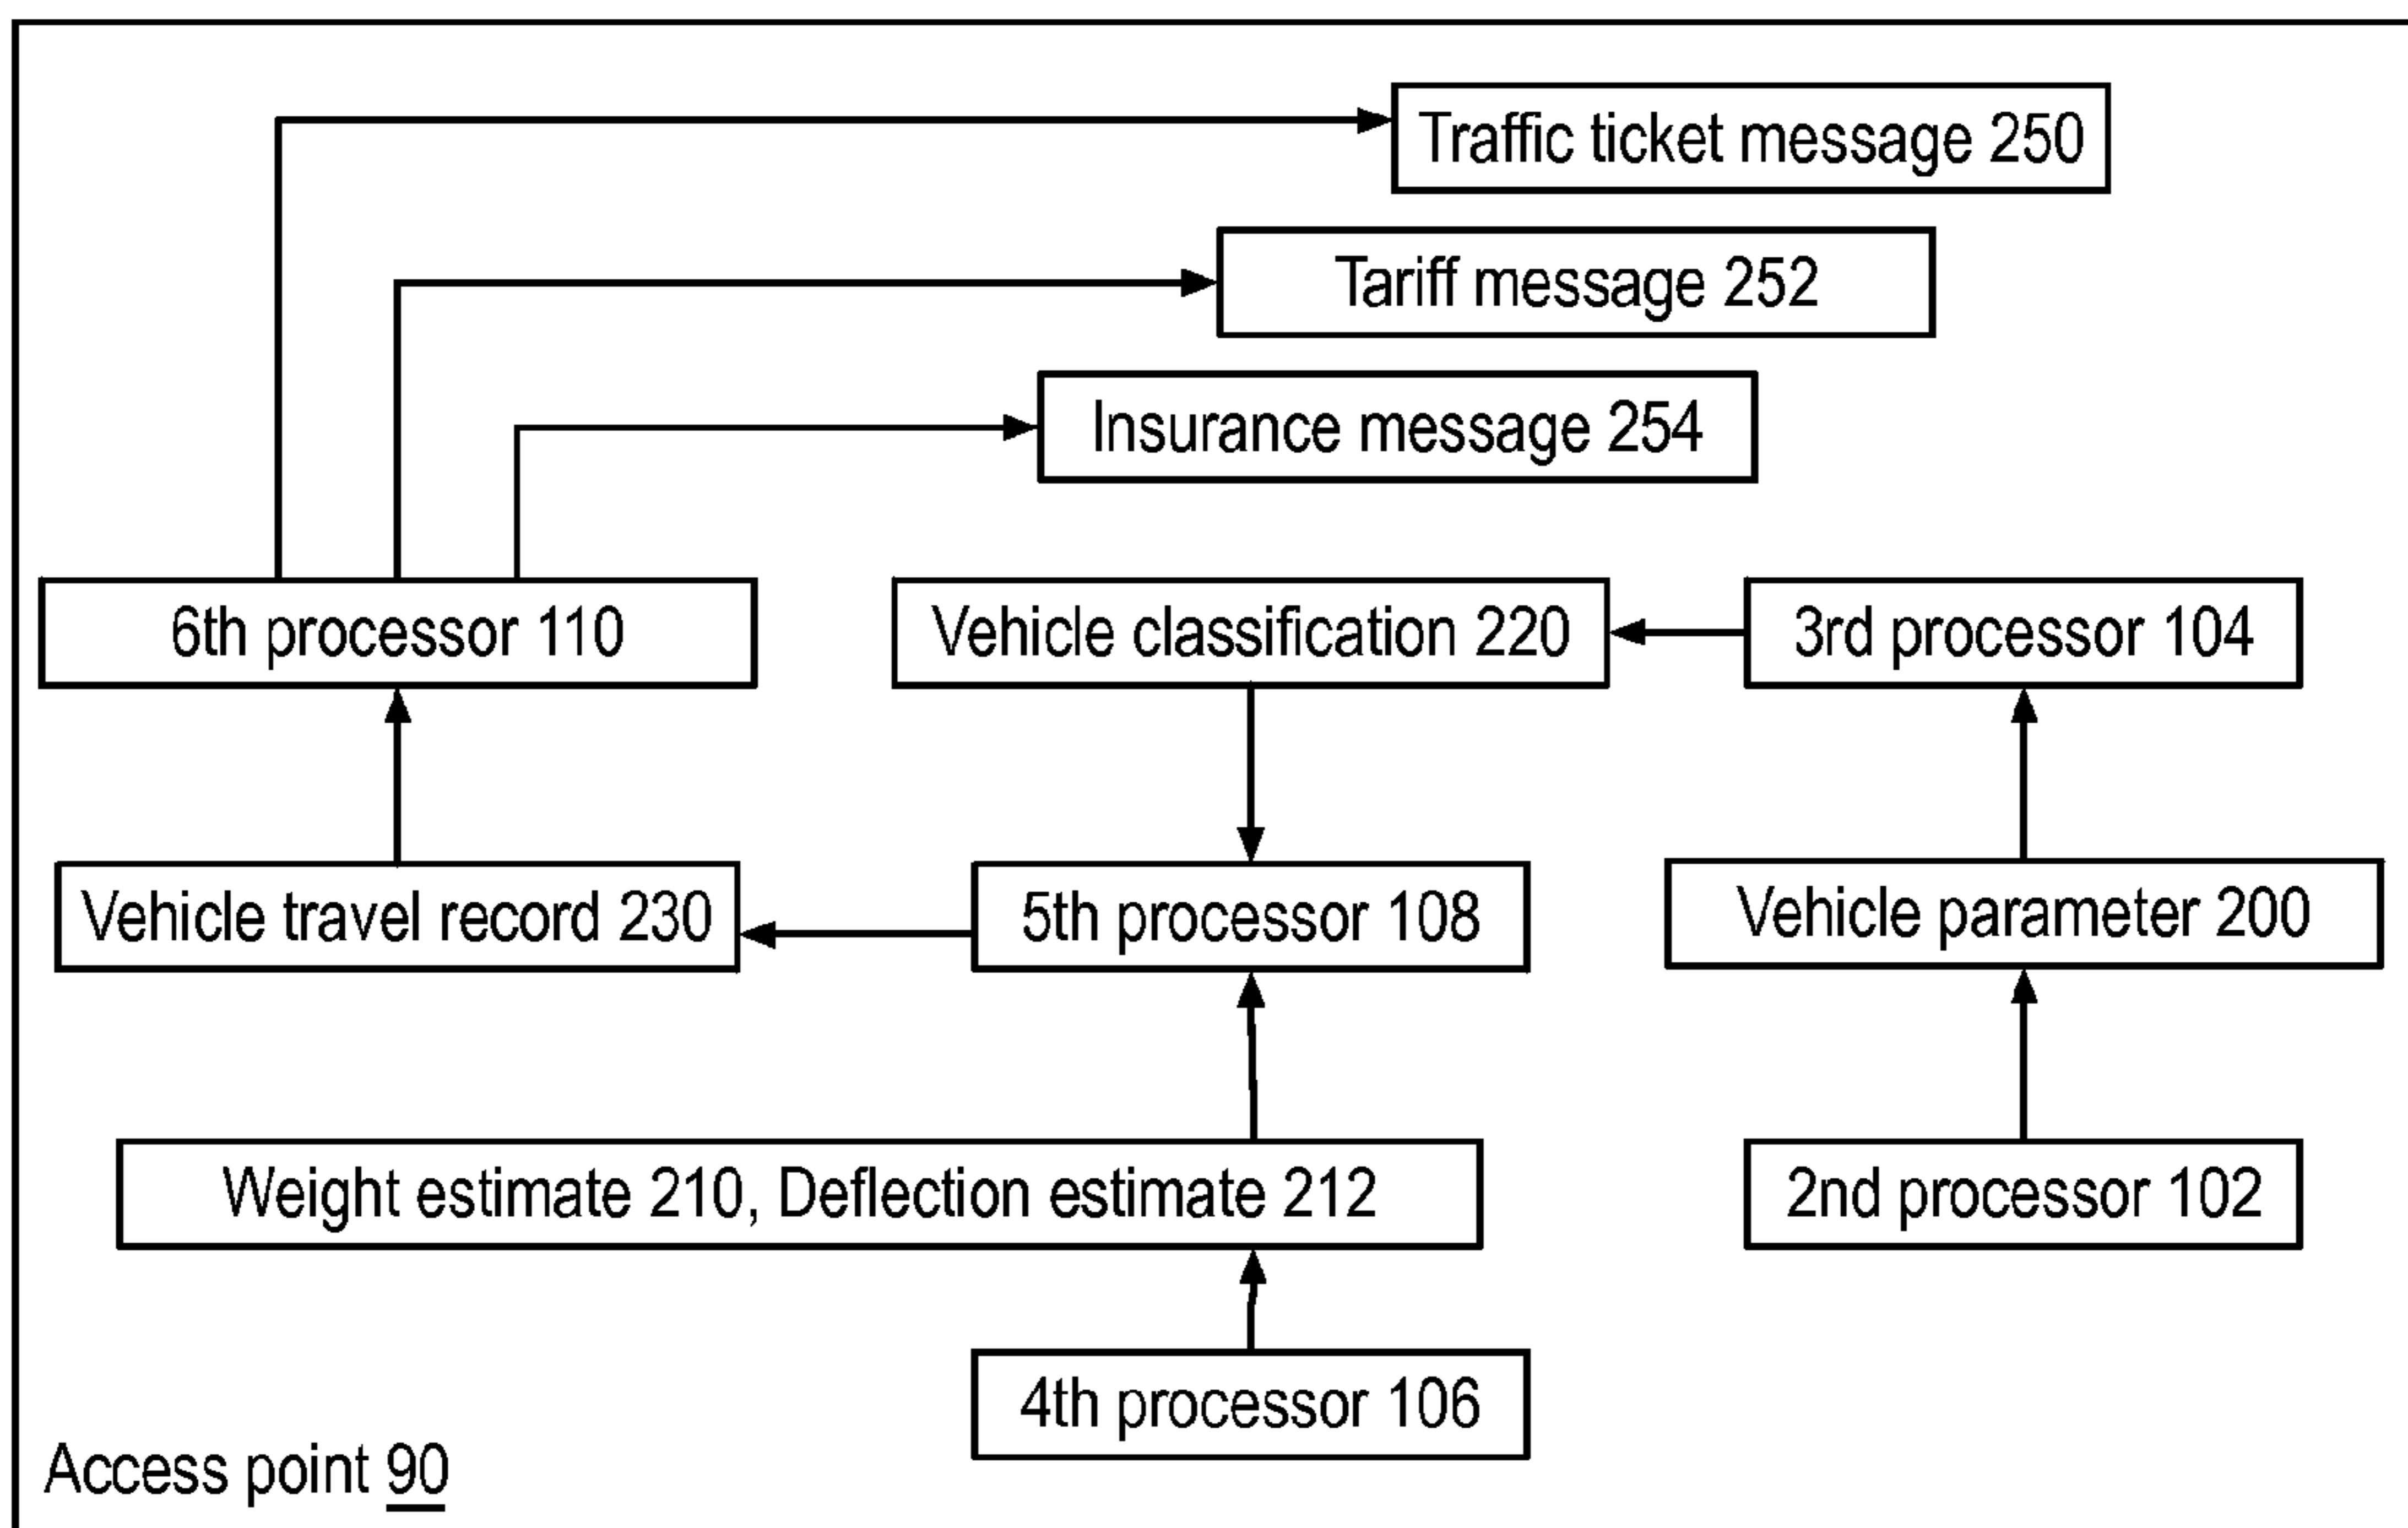 Traffic ticket message 250
Tariff message 252
Insurance message 254
6th processor 110
Vehicle classification 220
3rd processor 104
Vehicle travel record 230
5th processor 108
Vehicle parameter 200
Weight estimate 210, Deflection estimate 212
2nd processor 102
4th processor 106
Access point 90